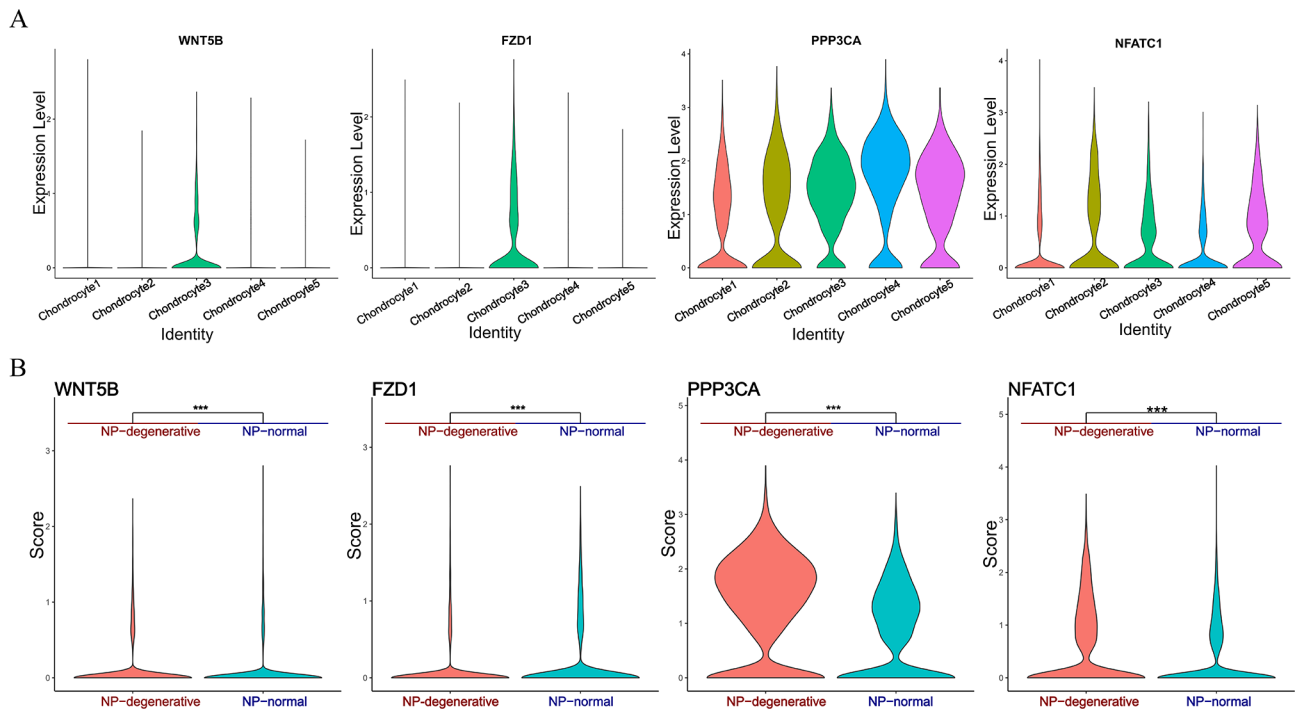 A
WNT5B
FZD1
PPP3CA
NFATC1
Expression Level
2
1
0
Chondrocyte1
Chondrocyte2
Chondrocyte3
Chondrocyte4
Chondrocyte5
Identity
Expression Level
2
1
0
Chondrocyte1
Chondrocyte2
Chondrocyte3
Chondrocyte4
Chondrocyte5
Identity
Expression Level
4
3
2
1
0
Chondrocyte1
Chondrocyte2
Chondrocyte3
Chondrocyte4
Chondrocyte5
Identity
Expression Level
4
3
2
1
0
Chondrocyte1
Chondrocyte2
Chondrocyte3
Chondrocyte4
Chondrocyte5
Identity
B
WNT5B
***
NP-degenerative NP-normal
Score
3
2
1
0
NP-degenerative NP-normal
FZD1
***
NP-degenerative NP-normal
Score
3
2
1
0
NP-degenerative NP-normal
PPP3CA
***
NP-degenerative NP-normal
Score
5
4
3
2
1
0
NP-degenerative NP-normal
NFATC1
***
NP-degenerative NP-normal
Score
5
4
3
2
1
0
NP-degenerative NP-normal